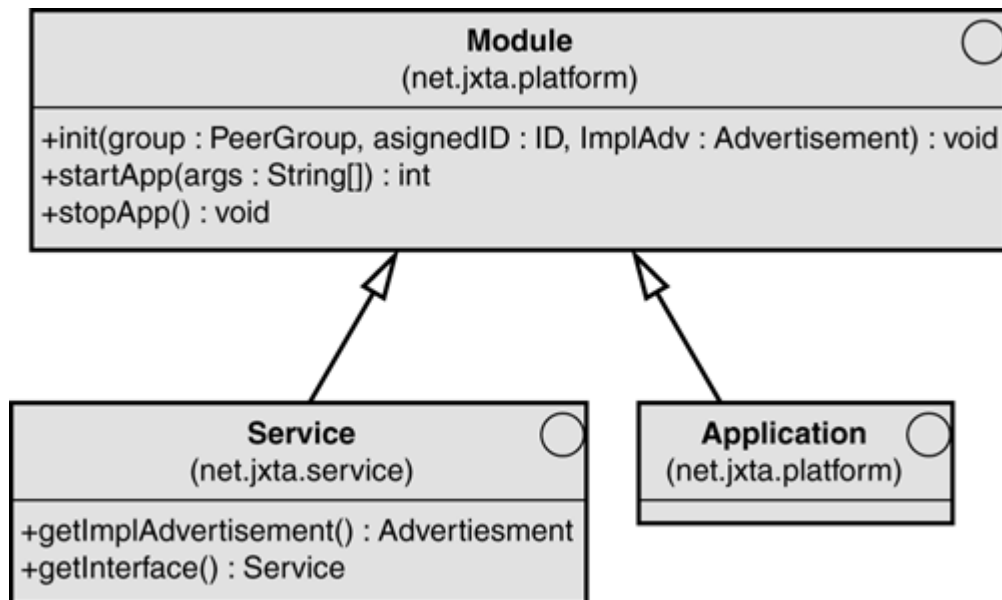 Module
(net.jxta.platform)
+init(group : PeerGroup, asignedID : ID, ImplAdv : Advertisement) : void
+startApp(args : String[]) : int
+stopApp() : void
Service
(net.jxta.service)
+getImplAdvertisement() : Advertiesment
+getInterface() : Service
Application
(net.jxta.platform)